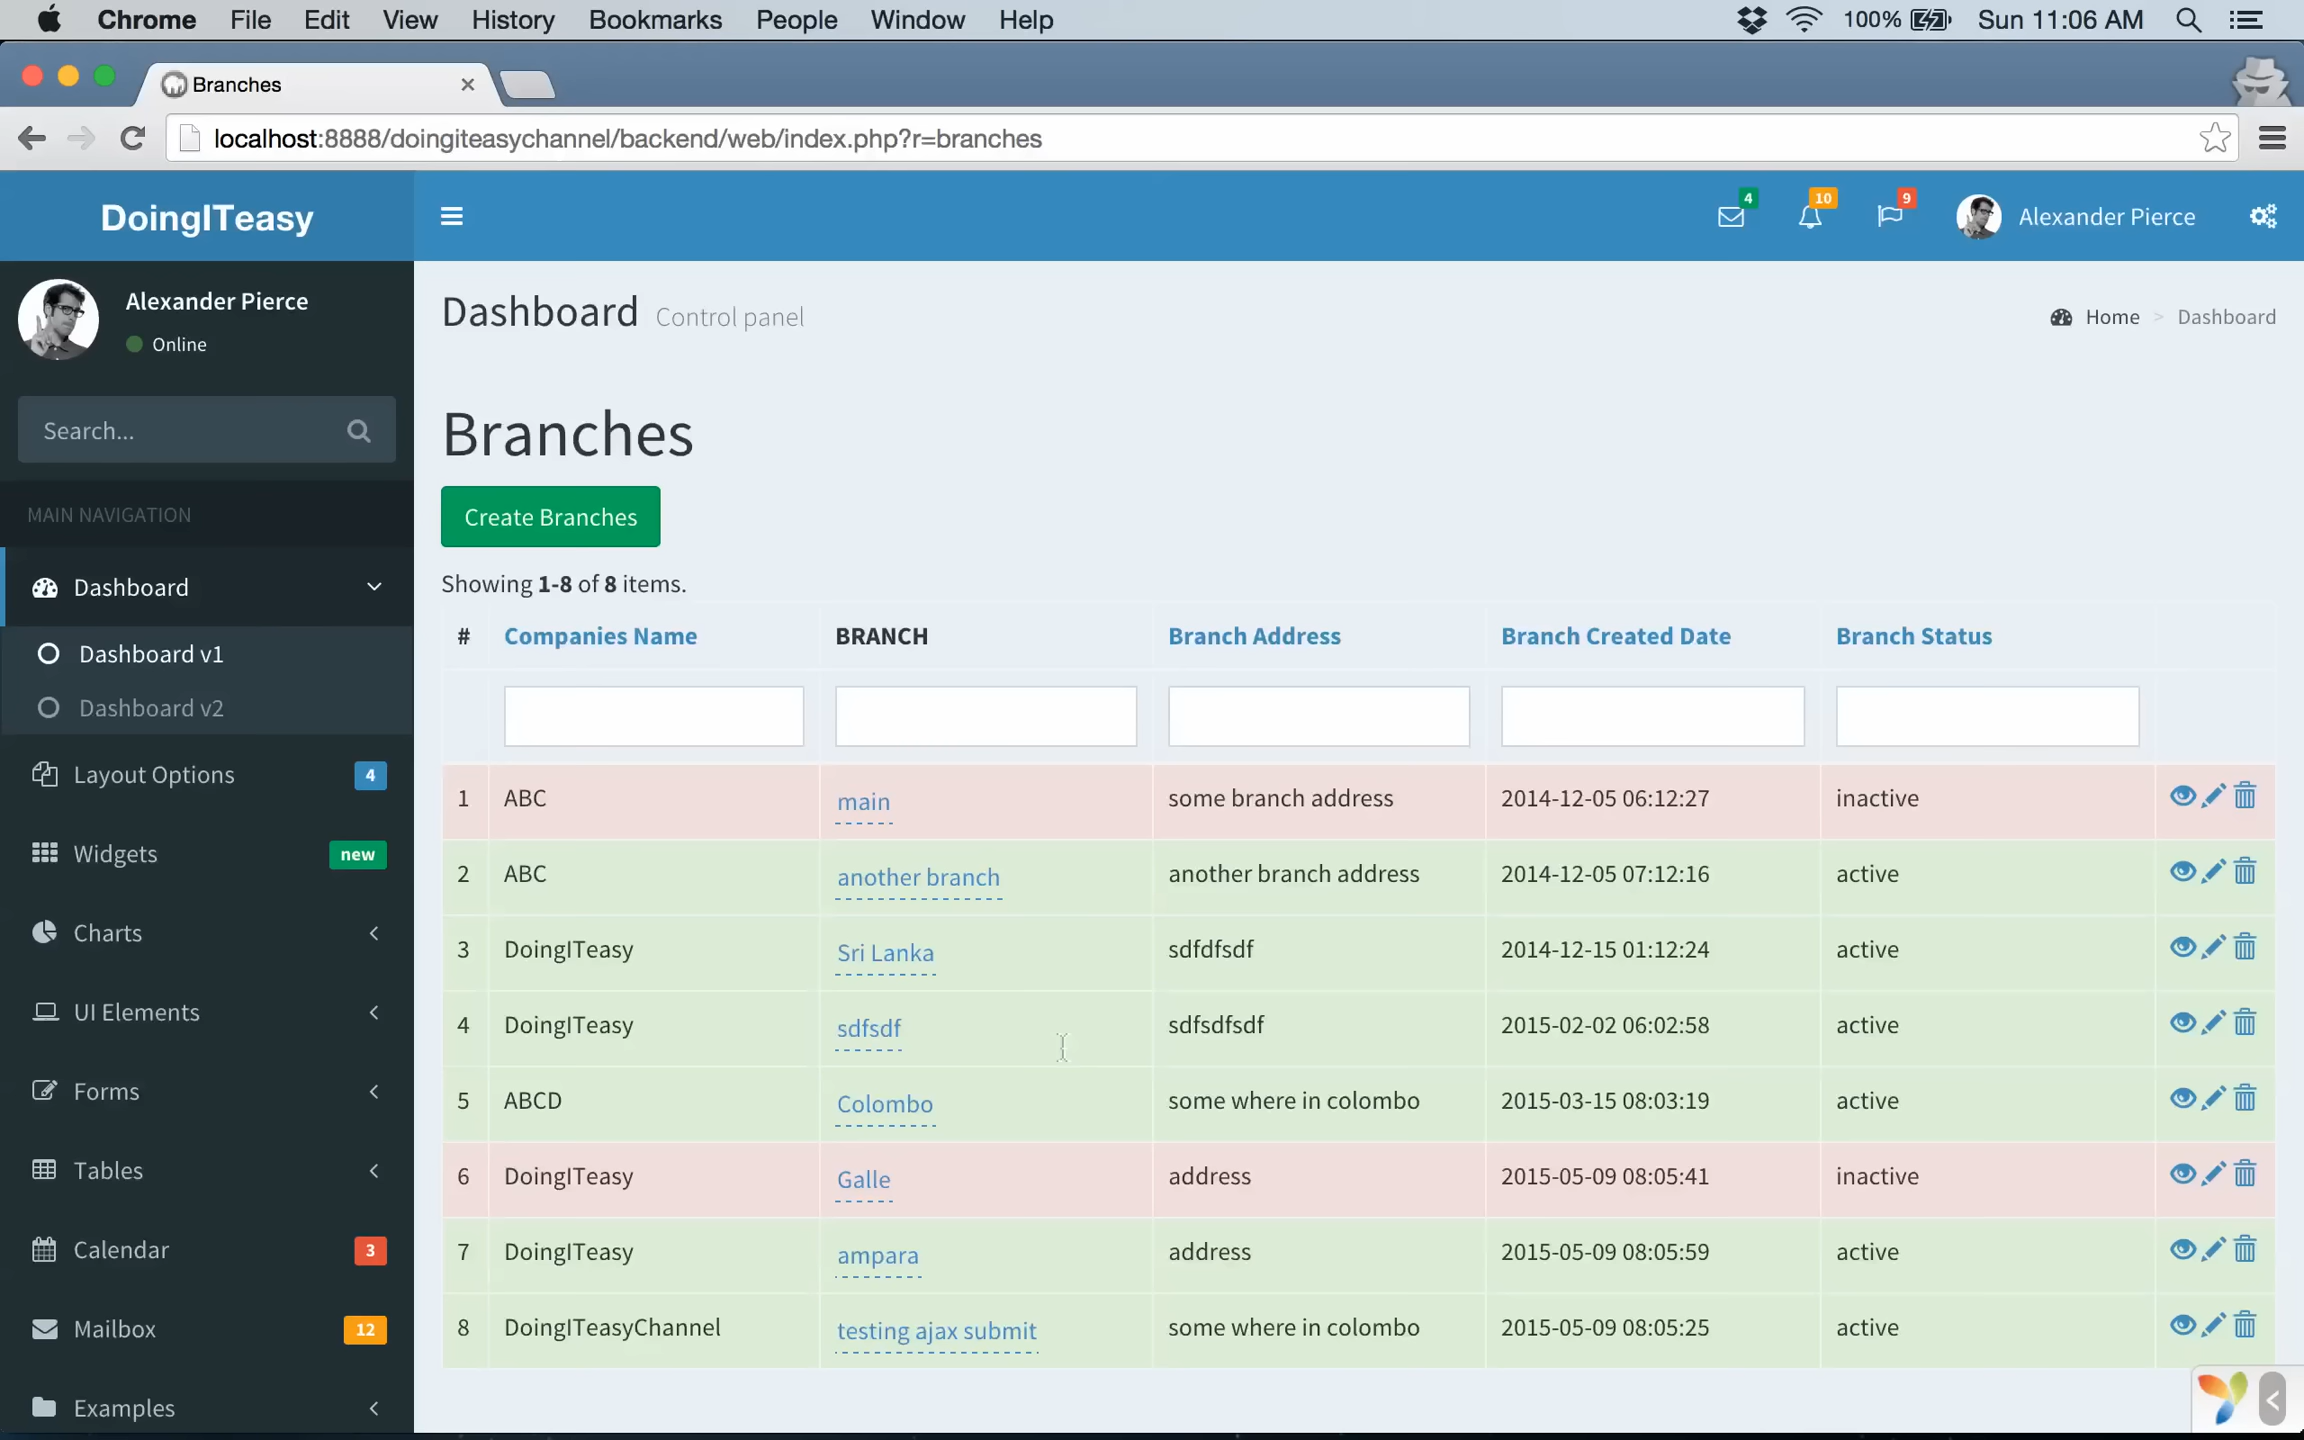 Chrome File Edit View History Bookmarks People Window Help 100% Sun 11:06 AM
Branches
localhost:8888/doingiteasychannel/backend/web/index.php?r=branches
DoingITeasy 4 10 9 Alexander Pierce
Alexander Pierce
Online
Dashboard Control panel Home > Dashboard
Search...
Branches
MAIN NAVIGATION
Create Branches
Dashboard
Showing 1-8 of 8 items.
# Companies Name BRANCH Branch Address Branch Created Date Branch Status
Dashboard v1
Dashboard v2
Layout Options 4
1 ABC main some branch address 2014-12-05 06:12:27 inactive
Widgets new
2 ABC another branch another branch address 2014-12-05 07:12:16 active
Charts
3 DoingITeasy Sri Lanka sdfdfsdf 2014-12-15 01:12:24 active
UI Elements
4 DoingITeasy sdfsdf sdfsdfsdf 2015-02-02 06:02:58 active
Forms
5 ABCD Colombo some where in colombo 2015-03-15 08:03:19 active
Tables
6 DoingITeasy Galle address 2015-05-09 08:05:41 inactive
Calendar 3
7 DoingITeasy ampara address 2015-05-09 08:05:59 active
Mailbox 12
8 DoingITeasyChannel testing ajax submit some where in colombo 2015-05-09 08:05:25 active
Examples